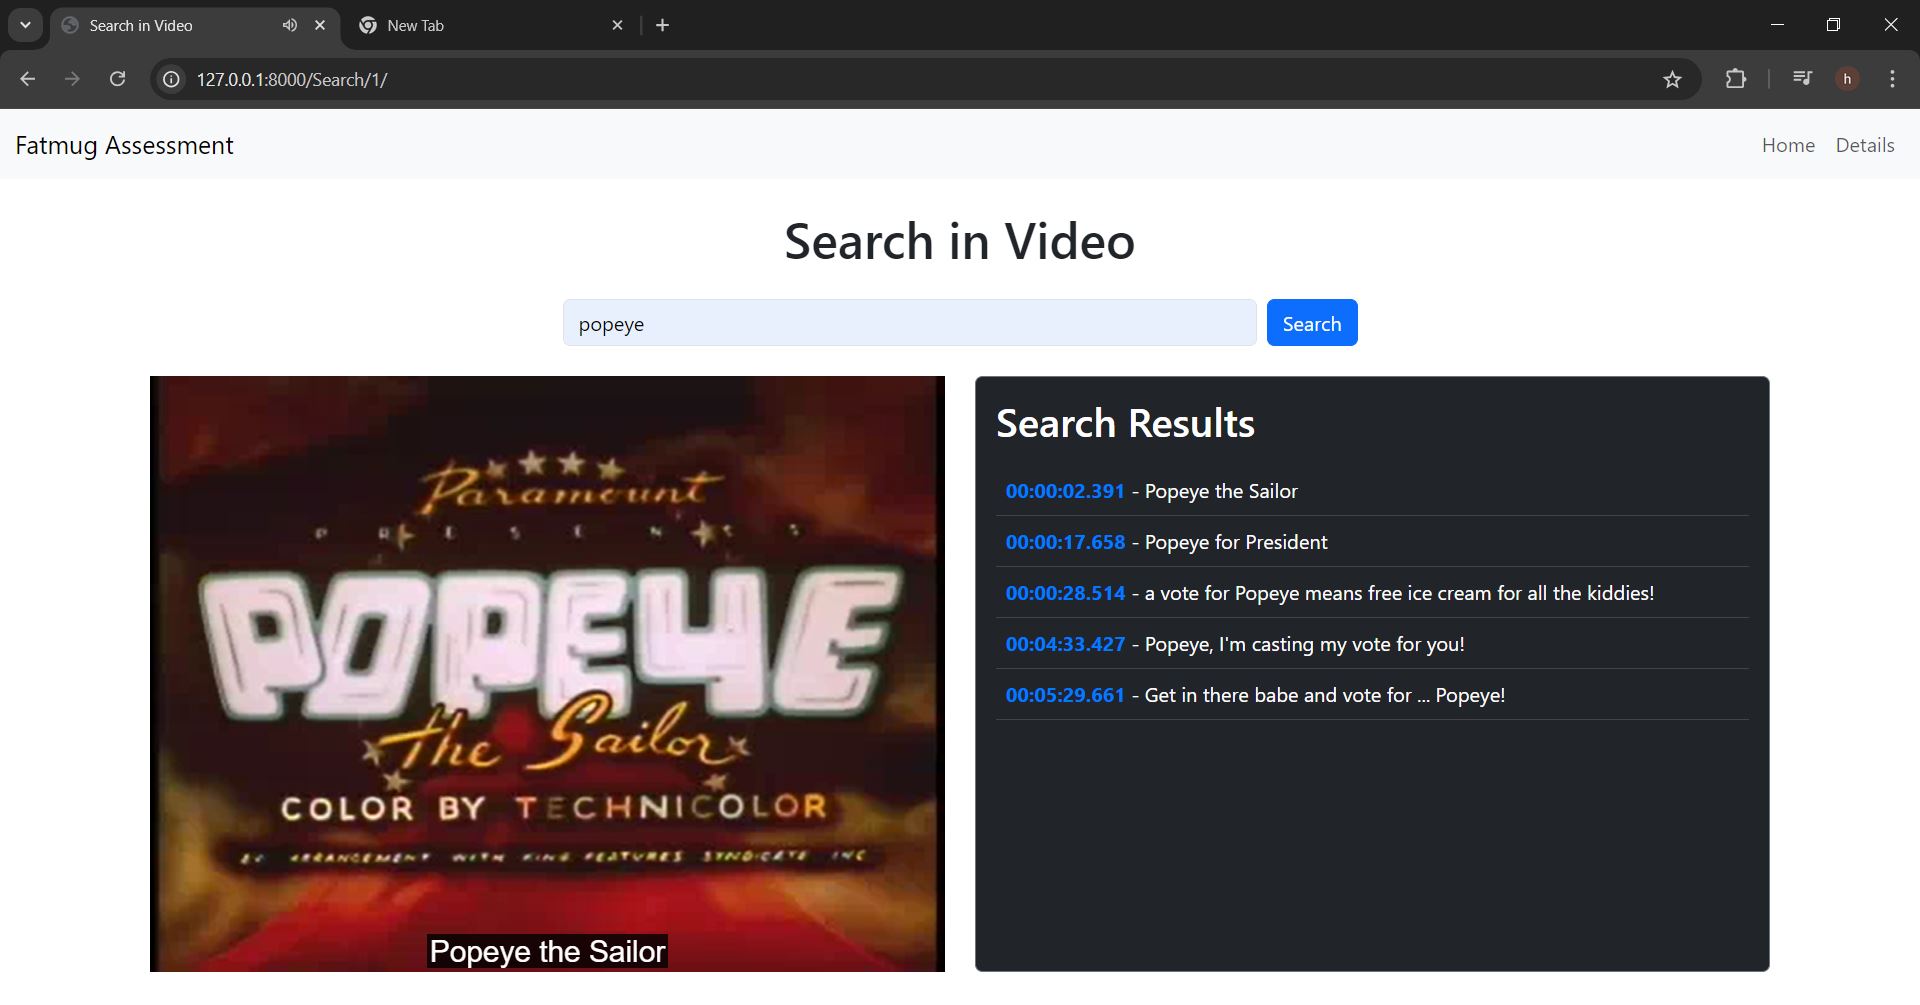 Search in Video
New Tab
127.0.0.1:8000/Search/1/
h
Fatmug Assessment
Home Details
Search in Video
popeye
Search
Paramount
PRESENTS
POPEYE
The Sailor
COLOR BY TECHNICOLOR
BY ARRANGEMENT WITH KING FEATURES SYNDICATE INC
Popeye the Sailor
Search Results
00:00:02.391 - Popeye the Sailor
00:00:17.658 - Popeye for President
00:00:28.514 - a vote for Popeye means free ice cream for all the kiddies!
00:04:33.427 - Popeye, I'm casting my vote for you!
00:05:29.661 - Get in there babe and vote for ... Popeye!